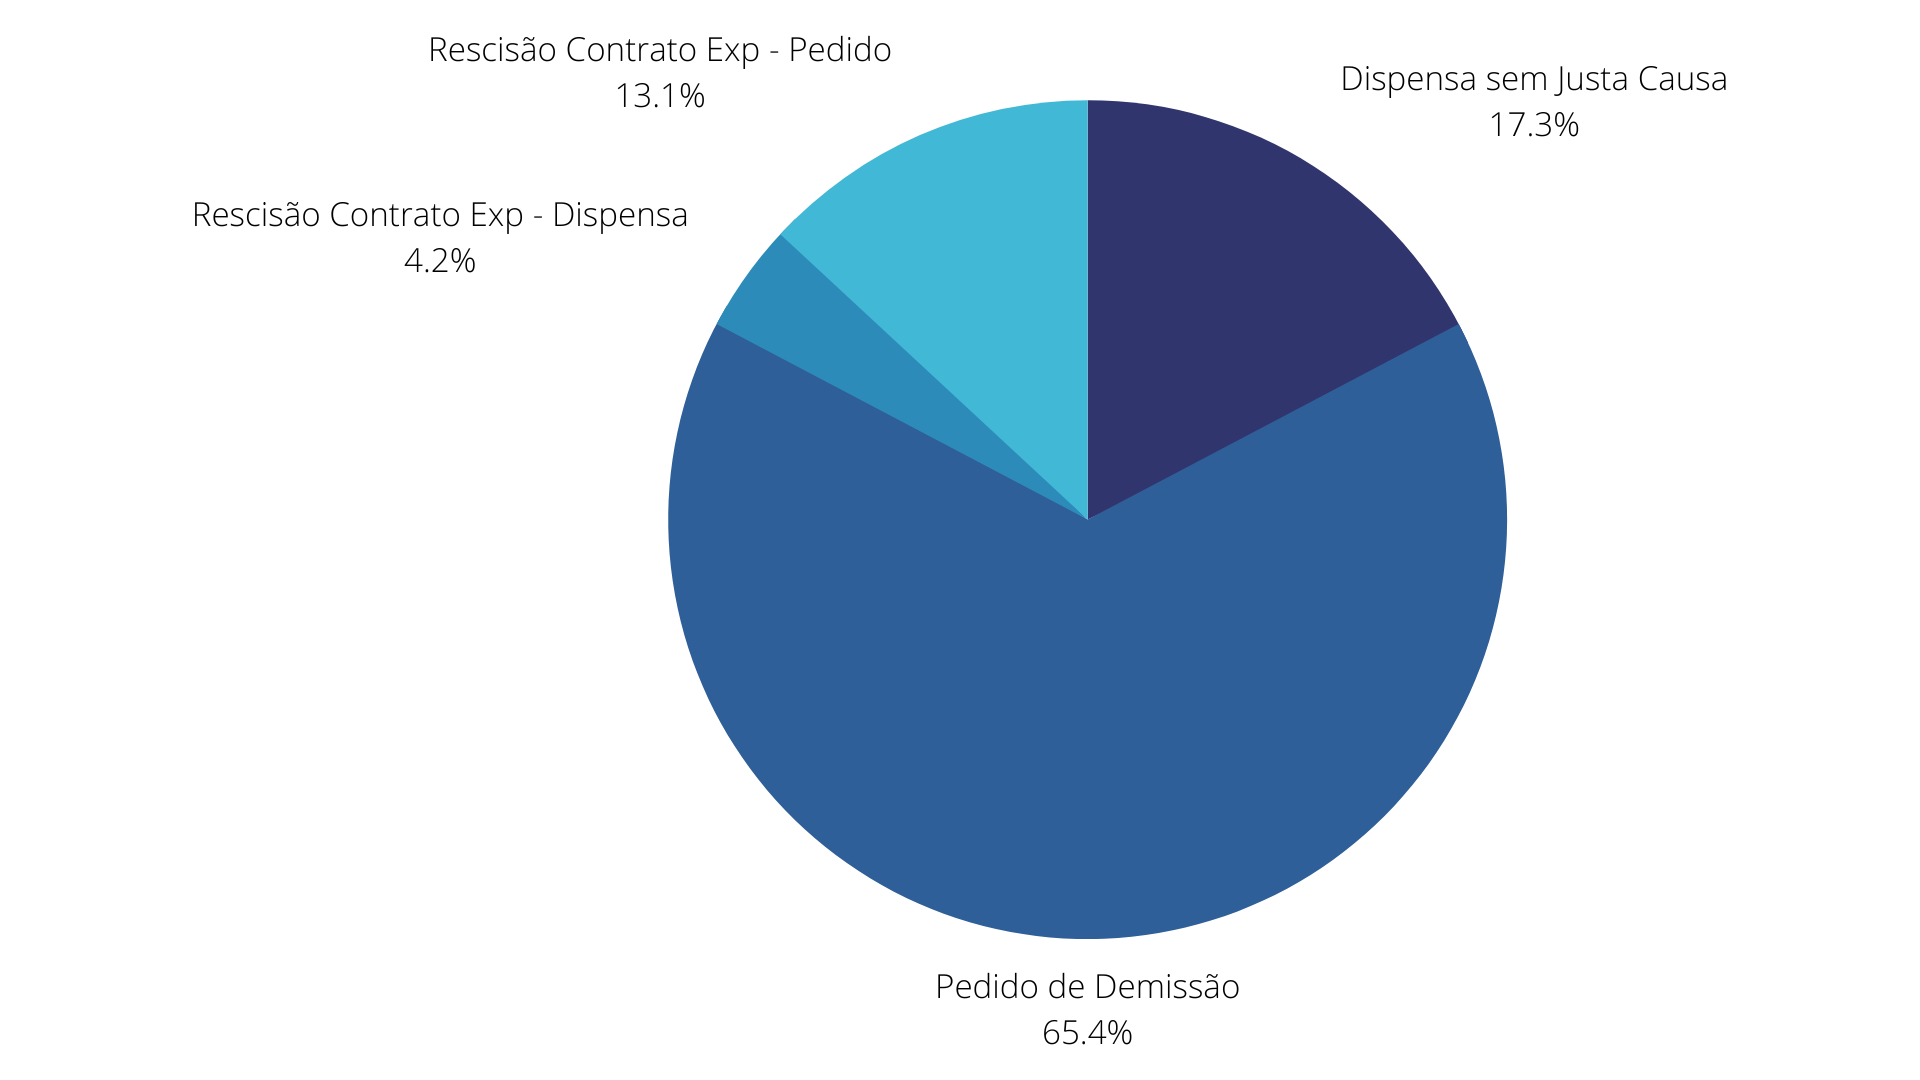 Rescisão Contrato Exp - Pedido
13.1%
Dispensa sem Justa Causa
17.3%
Rescisão Contrato Exp - Dispensa
4.2%
Pedido de Demissão
65.4%